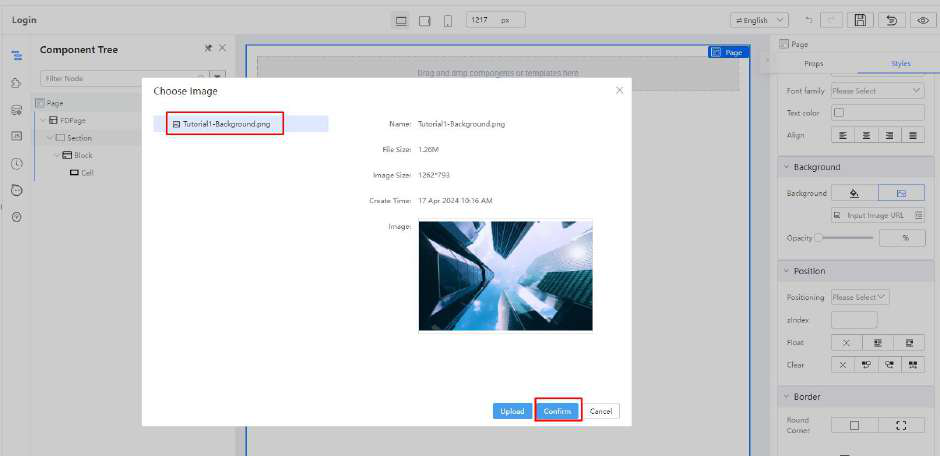 Login
1217 px
English
Component Tree
Filter Node
Page
FDPage
Section
Block
Cell
Page
Drag and drop components or templates here
Choose Image
Tutorial1-Background.png
Name: Tutorial1-Background.png
File Size: 1.26M
Image Size: 1262*793
Create Time: 17 Apr 2024 10:16 AM
Image:
Upload Confirm Cancel
Page
Props Styles
Font family Please Select
Text color
Align
Background
Background
Input Image URL
Opacity %
Position
Positioning Please Select
zIndex
Float
Clear
Border
Round
Corner